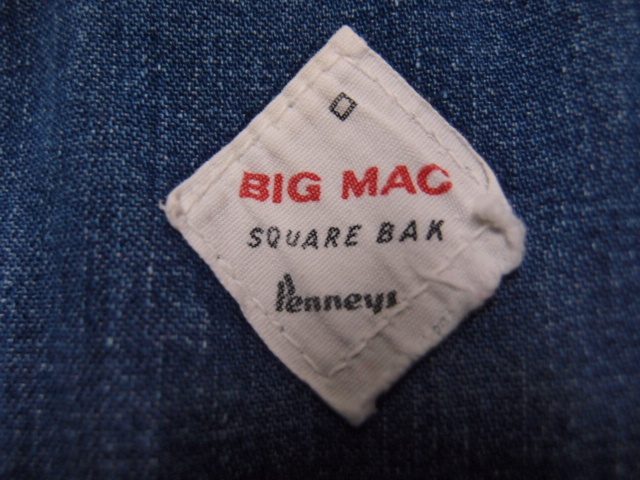 BIG MAC
SQUARE BAK
Penneys